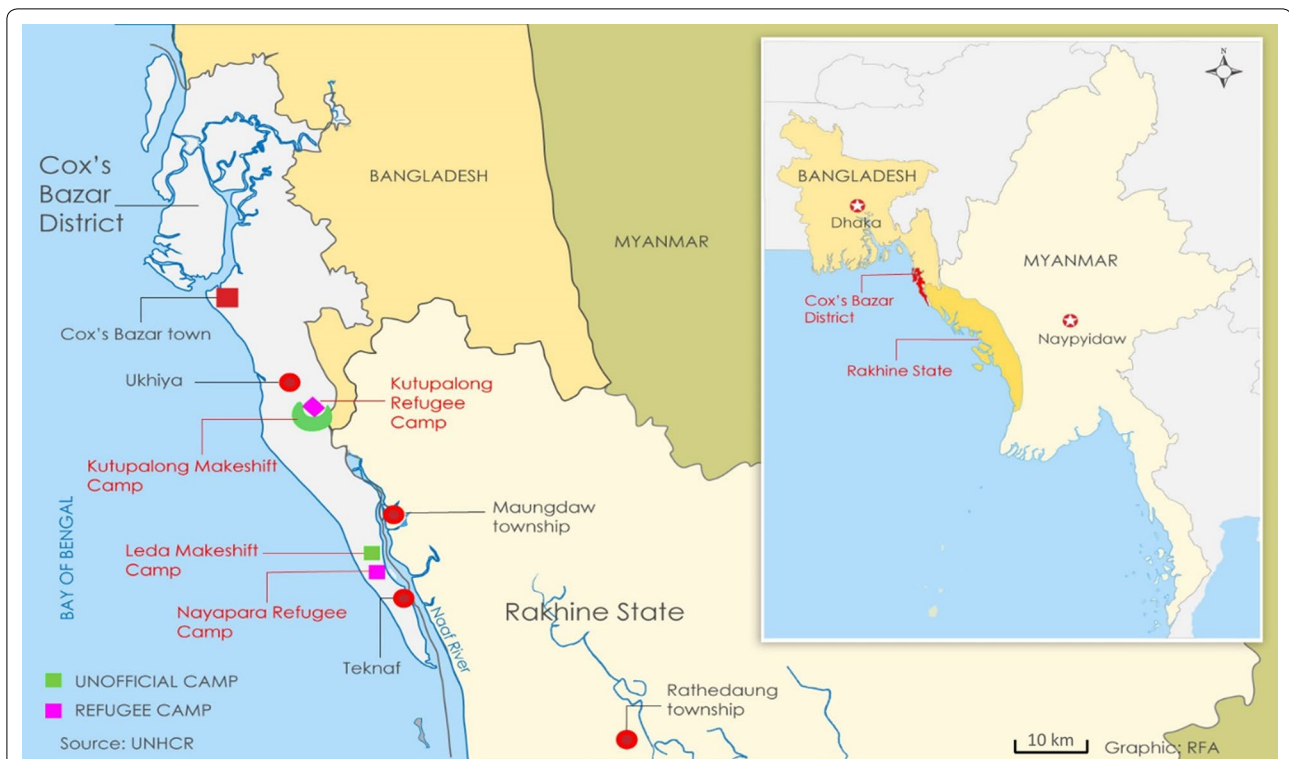 Cox's
Bazar
District
BANGLADESH
MYANMAR
Cox's Bazar town
Ukhiya
Kutupalong
Refugee
Camp
Kutupalong Makeshift
Camp
Maungdaw
township
Leda Makeshift
Camp
Nayapara Refugee
Camp
BAY OF BENGAL
Rakhine State
Naaf River
Teknaf
Rathedaung
township
UNOFFICIAL CAMP
REFUGEE CAMP
Source: UNHCR
10 km
Graphic: RFA
N
BANGLADESH
Dhaka
MYANMAR
Cox's Bazar
District
Naypyidaw
Rakhine State